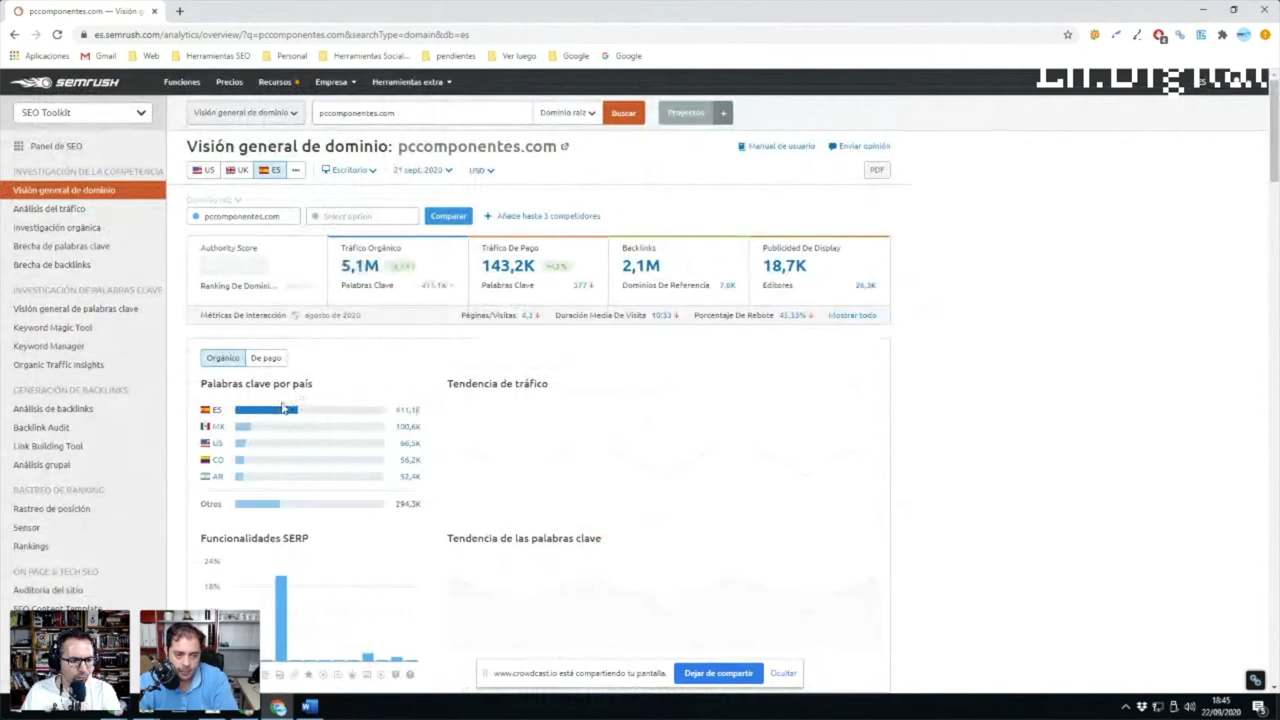 pccomponentes.com — Visión g
es.semrush.com/analytics/overview/?q=pccomponentes.com&searchType=domain&db=es
Aplicaciones Gmail Web Herramientas SEO Personal Herramientas Social... pendientes Ver luego Google Google
SEMRUSH Funciones Precios Recursos Empresa Herramientas extra
In.Digital
SEO Toolkit Visión general de dominio pccomponentes.com Dominio raíz Buscar Proyectos +
Panel de SEO
Visión general de dominio: pccomponentes.com Manual de usuario Enviar opinión
INVESTIGACIÓN DE LA COMPETENCIA
US UK ES ... Escritorio 21 sept. 2020 USD PDF
Visión general de dominio
Dominio raíz
Análisis del tráfico
pccomponentes.com Select option Comparar + Añade hasta 3 competidores
Investigación orgánica
Brecha de palabras clave
Brecha de backlinks
Authority Score Tráfico Orgánico Tráfico De Pago Backlinks Publicidad De Display
5,1M 143,2K 2,1M 18,7K
Ranking De Domini... Palabras Clave Palabras Clave 377 Dominios De Referencia 7,6K Editores 26,3K
INVESTIGACIÓN DE PALABRAS CLAVE
Visión general de palabras clave
Métricas De Interacción agosto de 2020 Páginas/Visitas 4,3 Duración Media De Visita 10:33 Porcentaje De Rebote 43,33% Mostrar todo
Keyword Magic Tool
Keyword Manager
Organic Traffic Insights
Orgánico De pago
Palabras clave por país Tendencia de tráfico
GENERACIÓN DE BACKLINKS
Análisis de backlinks
Backlink Audit
Link Building Tool
Análisis grupal
ES
MX 100,6K
US 66,5K
CO 56,2K
AR 52,4K
Otros 294,3K
RASTREO DE RANKING
Rastreo de posición
Sensor
Rankings
Funcionalidades SERP Tendencia de las palabras clave
24%
18%
ON PAGE & TECH SEO
Auditoría del sitio
SEO Content Template
www.crowdcast.io está compartiendo tu pantalla. Dejar de compartir Ocultar
18:45
22/09/2020